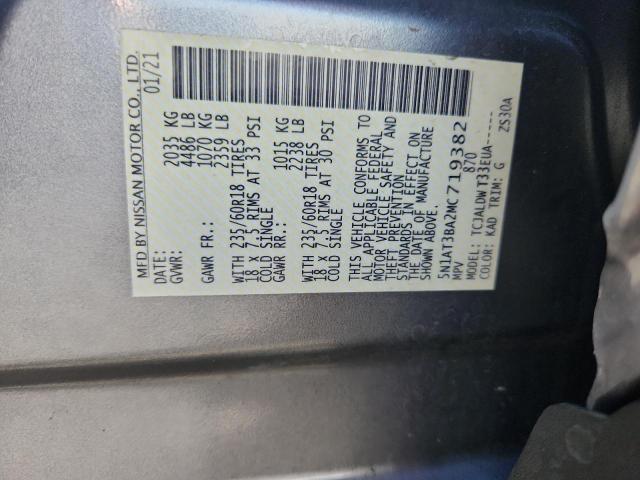 MFD BY NISSAN MOTOR CO., LTD.
DATE: 01/21
GVWR: 2035 KG
4486 LB
GAWR FR: 1070 KG
2359 LB
WITH 235/60R18 TIRES
18 X 7.5 RIMS AT 33 PSI
COLD SINGLE
GAWR RR: 1015 KG
2238 LB
WITH 235/60R18 TIRES
18 X 7.5 RIMS AT 30 PSI
COLD SINGLE
THIS VEHICLE CONFORMS TO
ALL APPLICABLE FEDERAL
MOTOR VEHICLE SAFETY AND
THEFT PREVENTION
STANDARDS IN EFFECT ON
THE DATE OF MANUFACTURE
SHOWN ABOVE.
5N1AT3BA2MC719382
MPV 870
MODEL: TCJALDWT33EUA-----
COLOR: KAD TRIM: G ZS30A